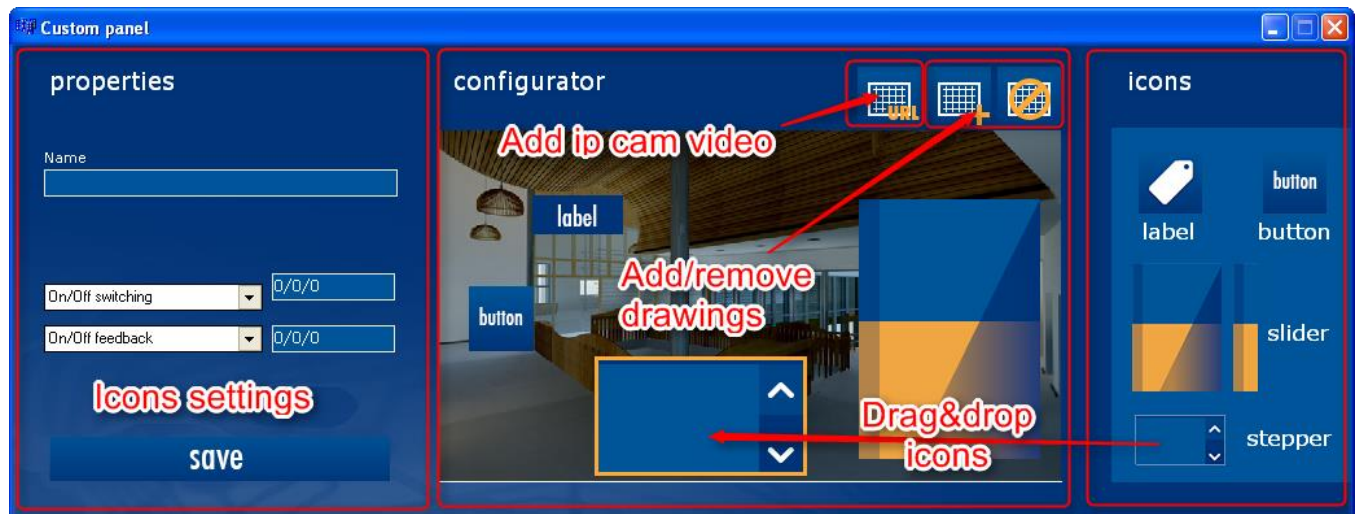 Custom panel
properties
Name
On/Off switching
0/0/0
On/Off feedback
0/0/0
Icons settings
save
configurator
URL
Add ip cam video
label
Add/remove
drawings
button
Drag&drop
icons
icons
button
label
button
slider
stepper